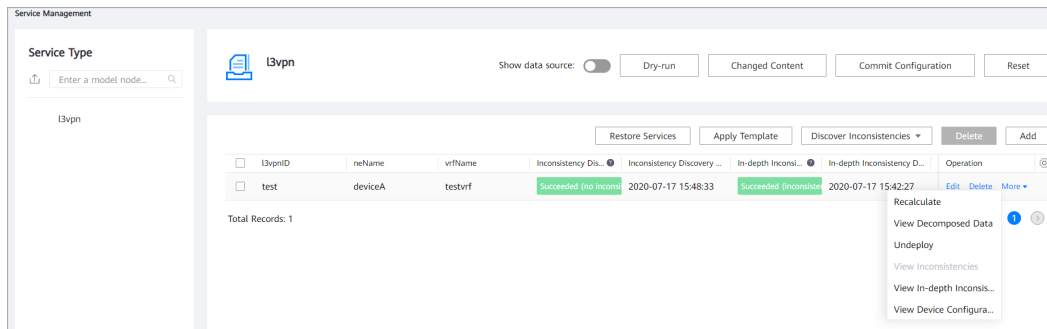 Service Management
Service Type
Enter a model node...
l3vpn
l3vpn
Show data source:
Dry-run
Changed Content
Commit Configuration
Reset
Restore Services
Apply Template
Discover Inconsistencies
Delete
Add
l3vpnID neName vrfName Inconsistency Dis... Inconsistency Discovery ... In-depth Inconsi... In-depth Inconsistency D... Operation
test deviceA testvrf Succeeded (no inconsi 2020-07-17 15:48:33 Succeeded (inconsister 2020-07-17 15:42:27 Edit Delete More
Total Records: 1
1
Recalculate
View Decomposed Data
Undeploy
View Inconsistencies
View In-depth Inconsis...
View Device Configura...